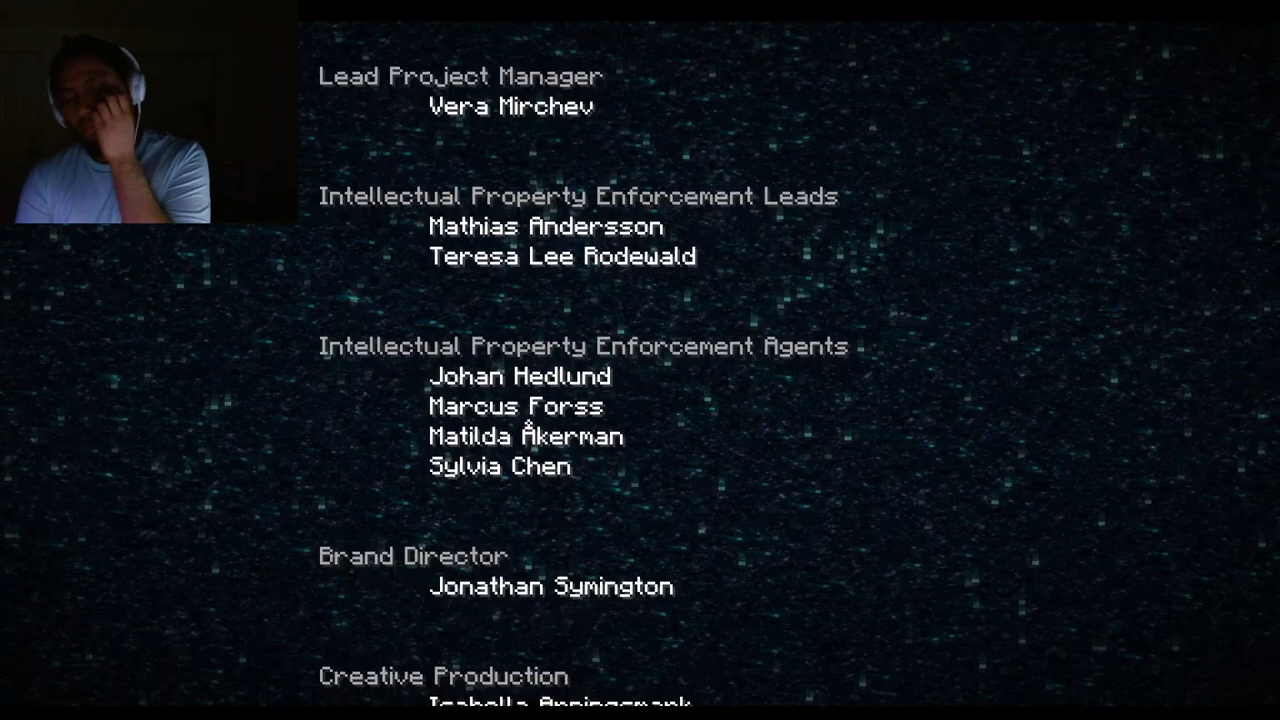 Lead Project Manager
Vera Mirchev
Intellectual Property Enforcement Leads
Mathias Andersson
Teresa Lee Rodewald
Intellectual Property Enforcement Agents
Johan Hedlund
Marcus Forss
Matilda Åkerman
Sylvia Chen
Brand Director
Jonathan Symington
Creative Production
Isabella